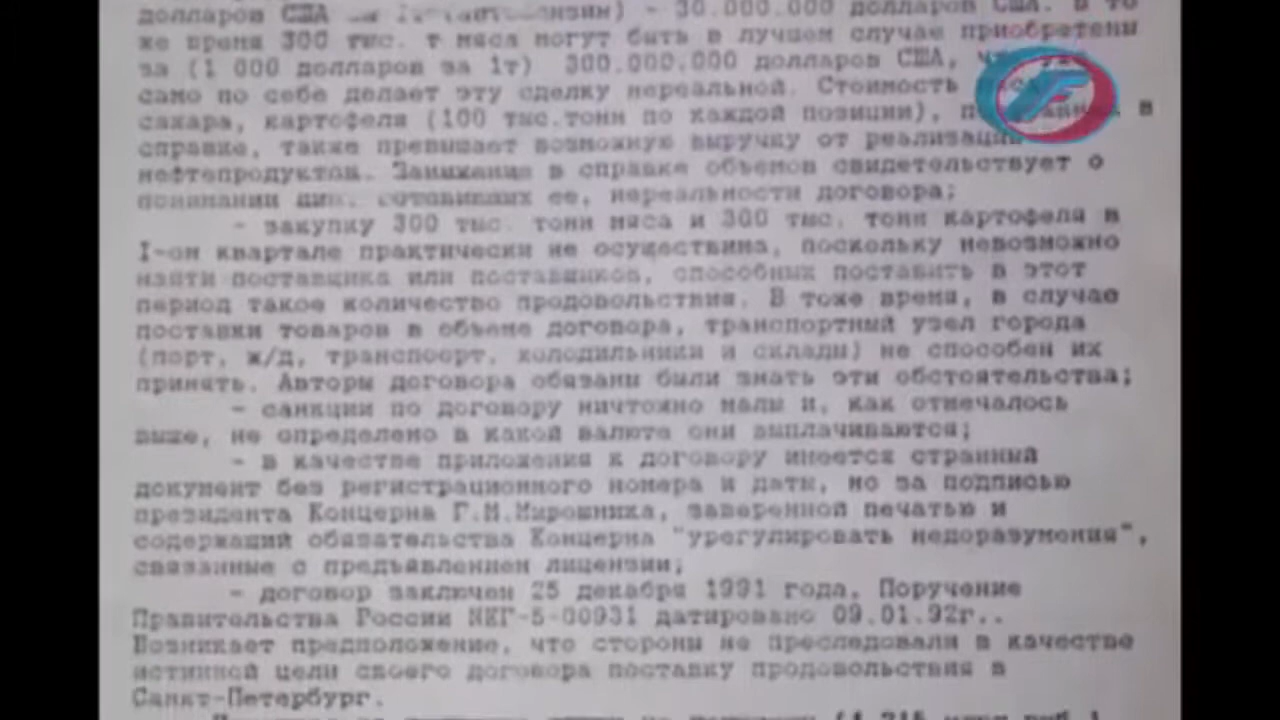 долларов США (автобензин) - 30.000.000 долларов США. В то
же время 300 тыс. т мяса могут быть в лучшем случае приобретены
за (1 000 долларов за 1т) 300.000.000 долларов США,
само по себе делает эту сделку нереальной. Стоимость
сахара, картофеля (100 тыс.тонн по каждой позиции), в
справке, также превышает возможную выручку от реализации
нефтепродуктов. Занижение в справке объемов свидетельствует о
понимании лиц, готовивших ее, нереальности договора;
- закупку 300 тыс. тонн мяса и 300 тыс. тонн картофеля в
I-ом квартале практически не осуществима, поскольку невозможно
найти поставщика или поставщиков, способных поставить в этот
период такое количество продовольствия. В тоже время, в случае
поставки товаров в объеме договора, транспортный узел города
(порт, ж/д, транспоорт, холодильники и склады) не способен их
принять. Авторы договора обязаны были знать эти обстоятельства;
- санкции по договору ничтожно малы и, как отмечалось
выше, не определено в какой валюте они выплачиваются;
- в качестве приложения к договору имеется странный
документ без регистрационного номера и даты, но за подписью
президента Концерна Г.М.Мирошника, заверенной печатью и
содержащий обязательства Концерна "урегулировать недоразумения",
связанные с предъявлением лицензии;
- договор заключен 25 декабря 1991 года, Поручение
Правительства России №ЕГ-5-00931 датировано 09.01.92г..
Возникает предположение, что стороны не преследовали в качестве
истинной цели своего договора поставку продовольствия в
Санкт-Петербург.